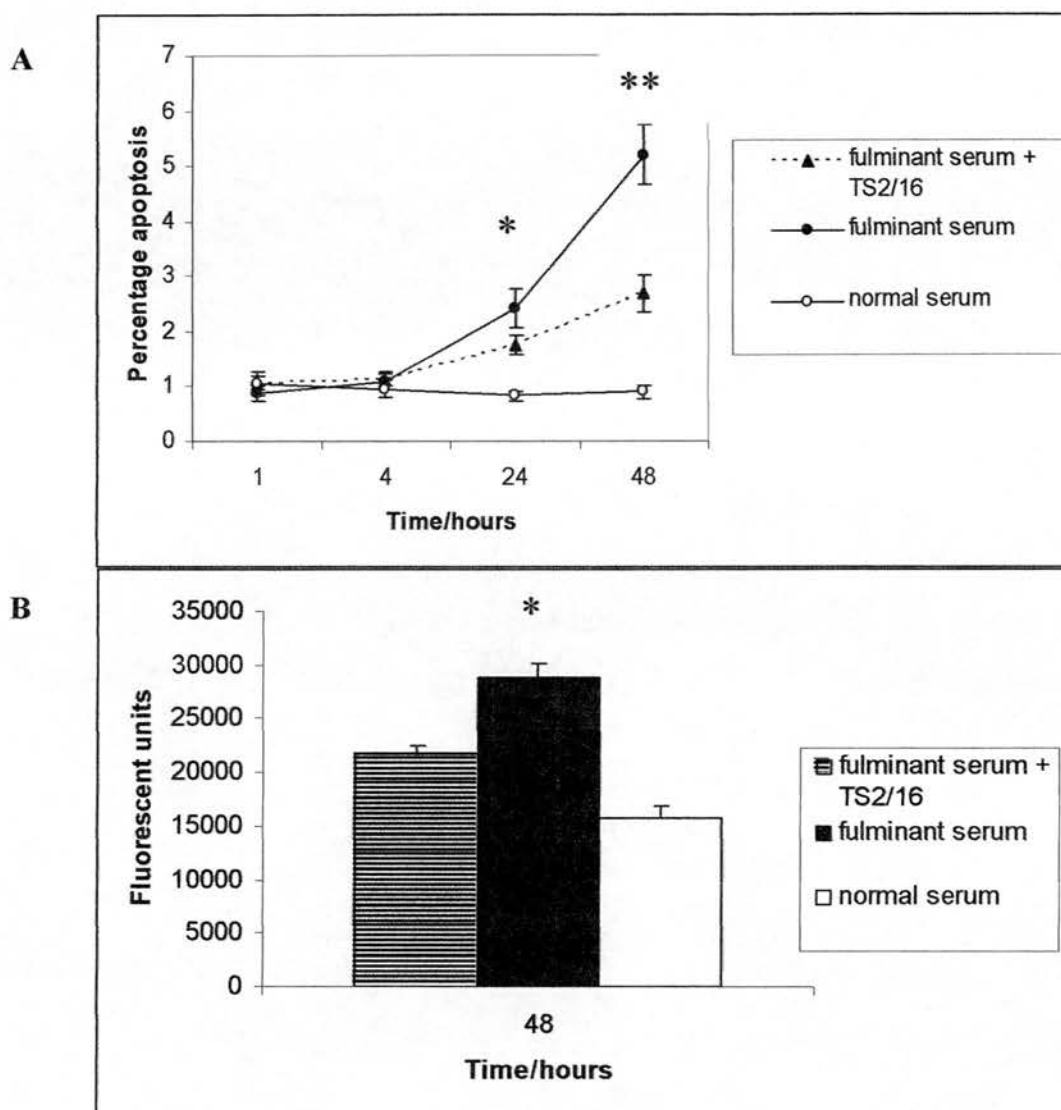 A
7
6
5
4
3
2
1
0
Percentage apoptosis
*
**
1 4 24 48
Time/hours
fulminant serum +
TS2/16
fulminant serum
normal serum
B
35000
30000
25000
20000
15000
10000
5000
0
Fluorescent units
*
48
Time/hours
fulminant serum +
TS2/16
fulminant serum
normal serum